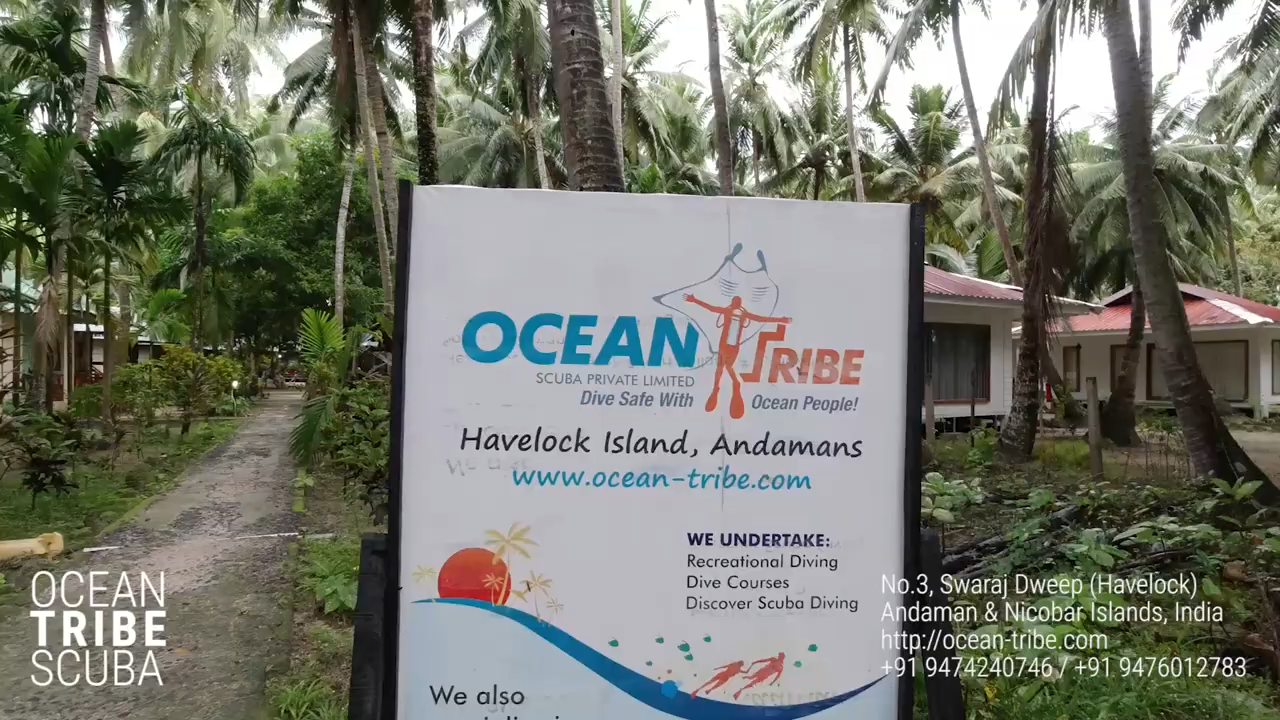 OCEAN TRIBE
SCUBA PRIVATE LIMITED
Dive Safe With Ocean People!
Havelock Island, Andamans
www.ocean-tribe.com
WE UNDERTAKE:
Recreational Diving
Dive Courses
Discover Scuba Diving
We also
OCEAN
TRIBE
SCUBA
No.3, Swaraj Dweep (Havelock)
Andaman & Nicobar Islands, India
http://ocean-tribe.com
+91 9474240746 / +91 9476012783